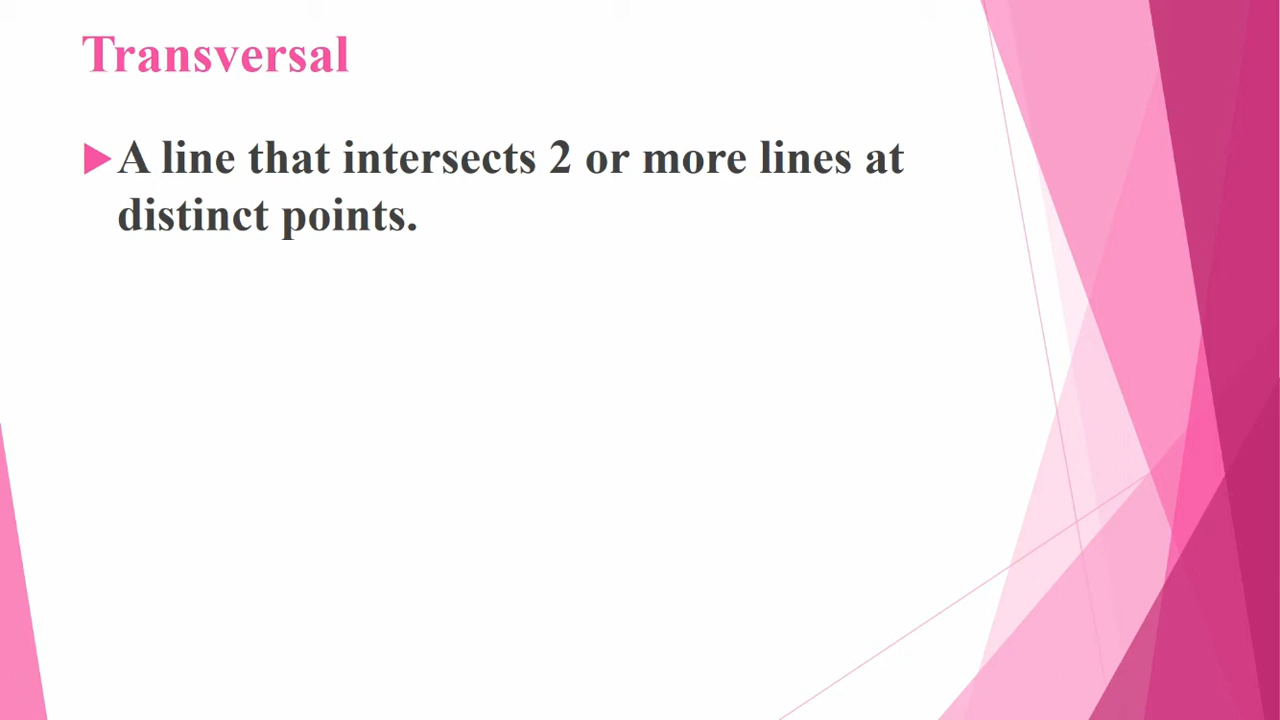 Transversal
A line that intersects 2 or more lines at
distinct points.